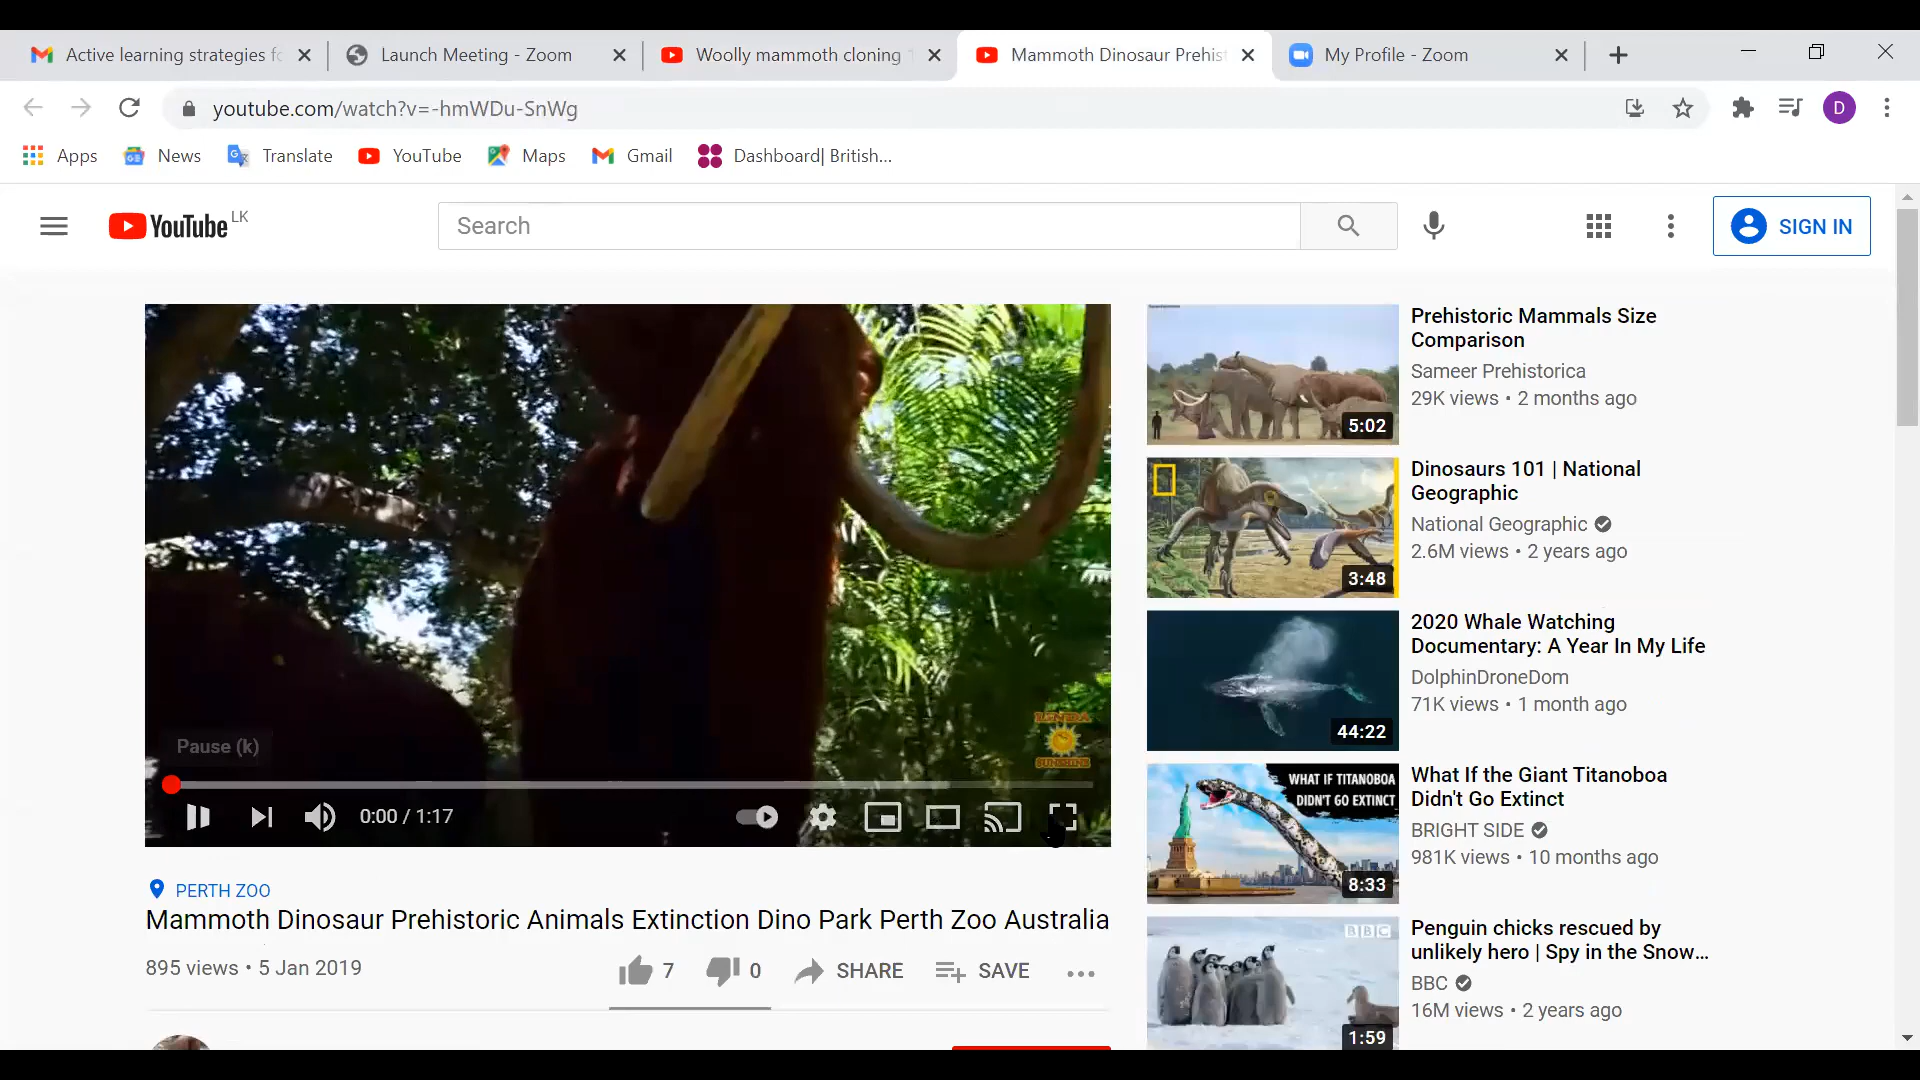 Active learning strategies fo
Launch Meeting - Zoom
Woolly mammoth cloning
Mammoth Dinosaur Prehist
My Profile - Zoom
youtube.com/watch?v=-hmWDu-SnWg
D
Apps
News
Translate
YouTube
Maps
Gmail
Dashboard| British...
YouTube LK
Search
SIGN IN
Pause (k)
0:00 / 1:17
SUNSHINE
PERTH ZOO
Mammoth Dinosaur Prehistoric Animals Extinction Dino Park Perth Zoo Australia
895 views • 5 Jan 2019
7
0
SHARE
SAVE
5:02
Prehistoric Mammals Size
Comparison
Sameer Prehistorica
29K views • 2 months ago
3:48
Dinosaurs 101 | National
Geographic
National Geographic
2.6M views • 2 years ago
44:22
2020 Whale Watching
Documentary: A Year In My Life
DolphinDroneDom
71K views • 1 month ago
WHAT IF TITANOBOA
DIDN'T GO EXTINCT
8:33
What If the Giant Titanoboa
Didn't Go Extinct
BRIGHT SIDE
981K views • 10 months ago
BBC
1:59
Penguin chicks rescued by
unlikely hero | Spy in the Snow...
BBC
16M views • 2 years ago